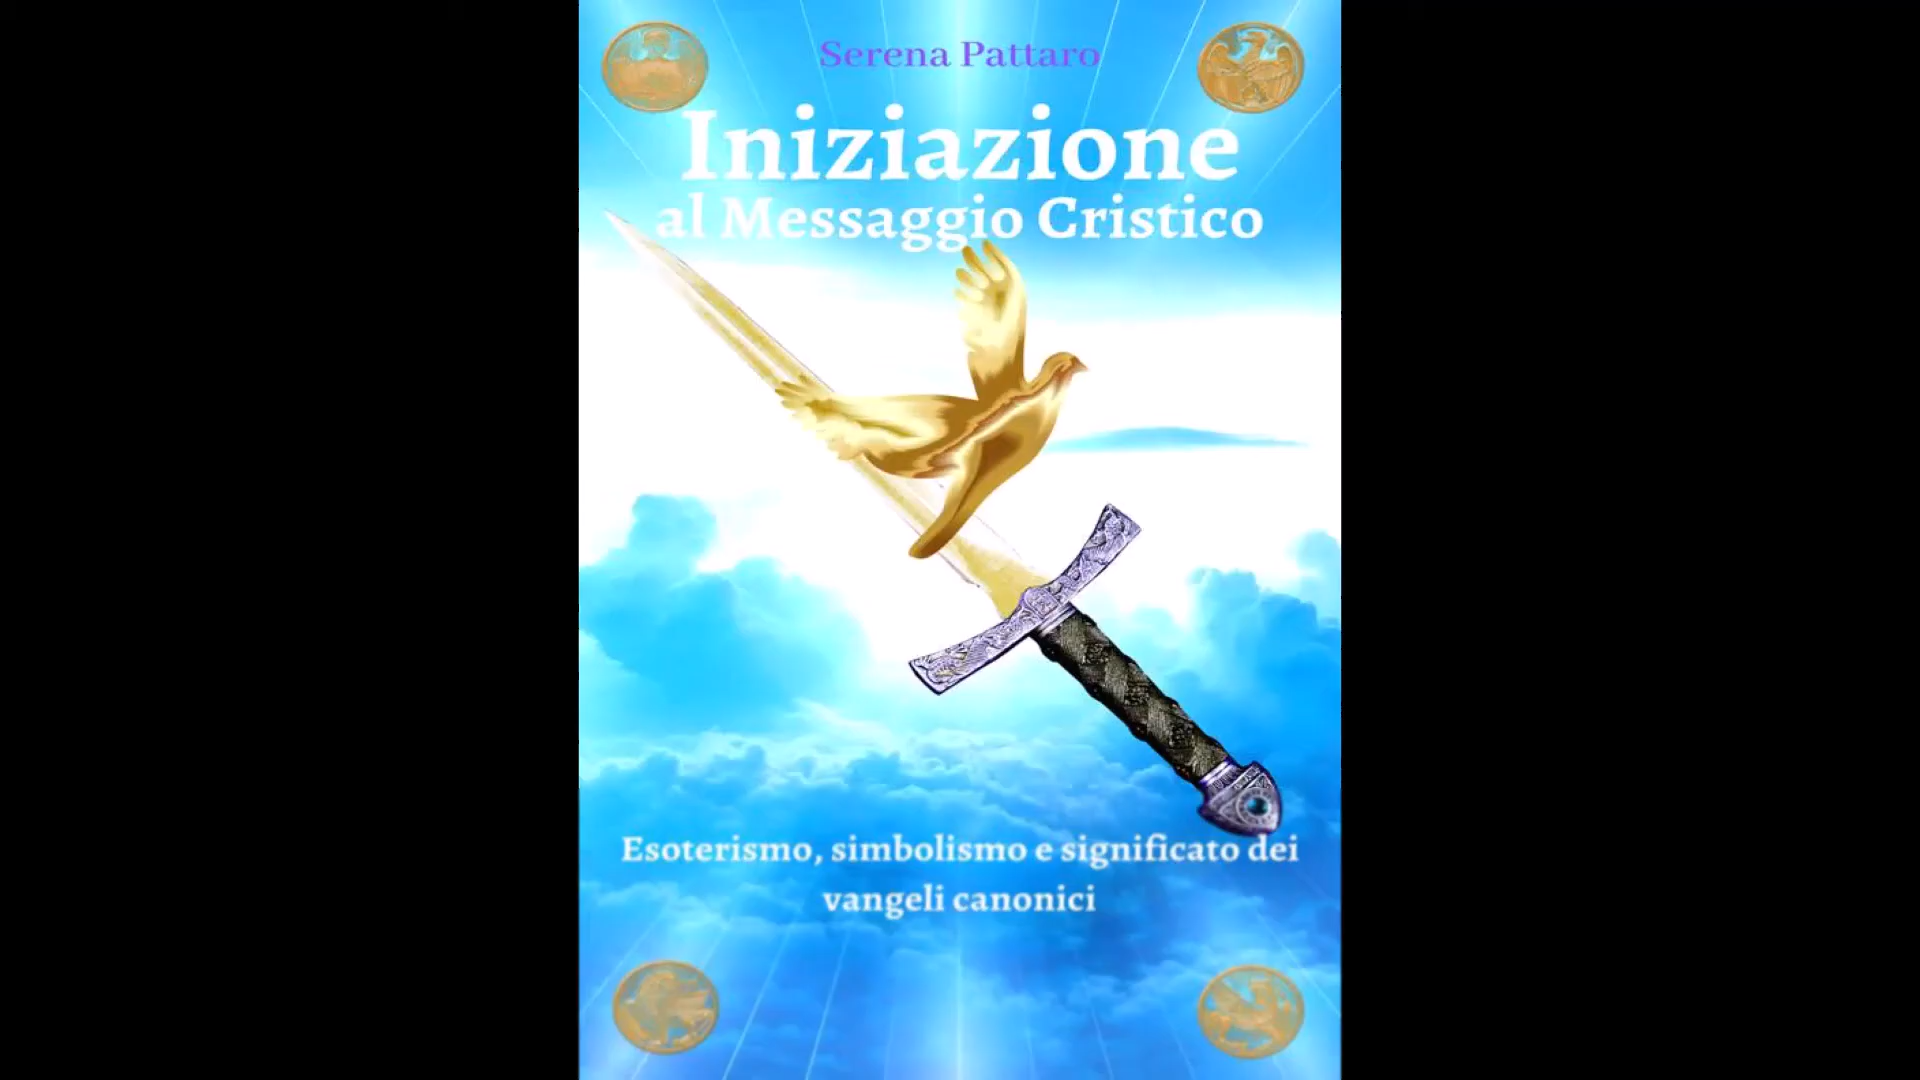 Serena Pattaro
Iniziazione
al Messaggio Cristico
Esoterismo, simbolismo e significato dei
vangeli canonici